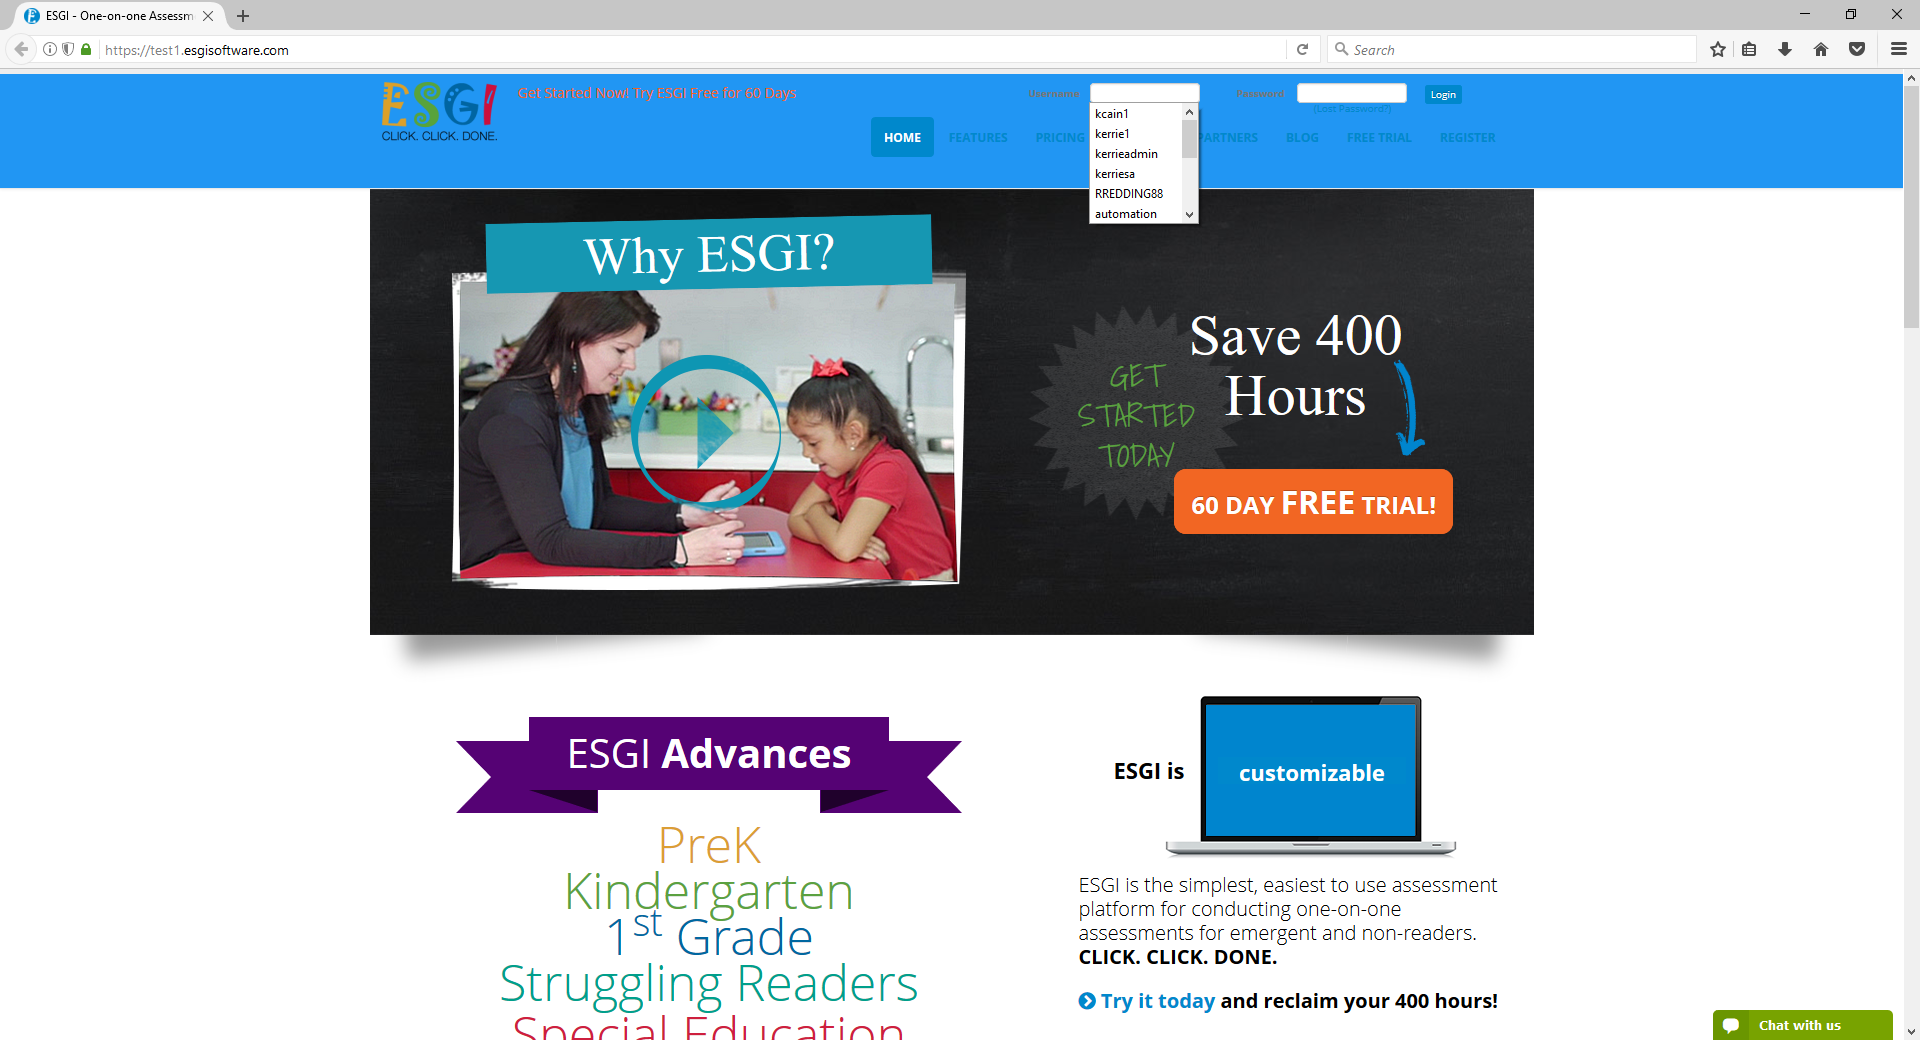 ESGI - One-on-one Assessm
https://test1.esgisoftware.com
Search
ESGI
CLICK. CLICK. DONE.
Get Started Now! Try ESGI Free for 60 Days
Username
Password
Login
(Lost Password?)
kcain1
kerrie1
kerrieadmin
kerriesa
RREDDING88
automation
HOME
FEATURES
PRICING
PARTNERS
BLOG
FREE TRIAL
REGISTER
Why ESGI?
GET
STARTED
TODAY
Save 400
Hours
60 DAY FREE TRIAL!
ESGI Advances
PreK
Kindergarten
1st Grade
Struggling Readers
Special Education
ESGI is
customizable
ESGI is the simplest, easiest to use assessment
platform for conducting one-on-one
assessments for emergent and non-readers.
CLICK. CLICK. DONE.
Try it today and reclaim your 400 hours!
Chat with us